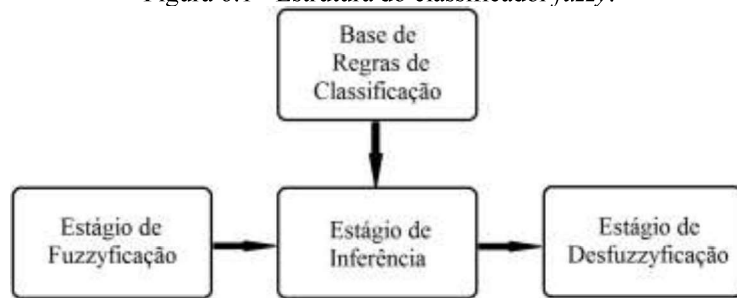 Figura 6.1 - Estrutura do classificador fuzzy.
Base de
Regras de
Classificação
Estágio de
Fuzzyficação
Estágio de
Inferência
Estágio de
Desfuzzyficação